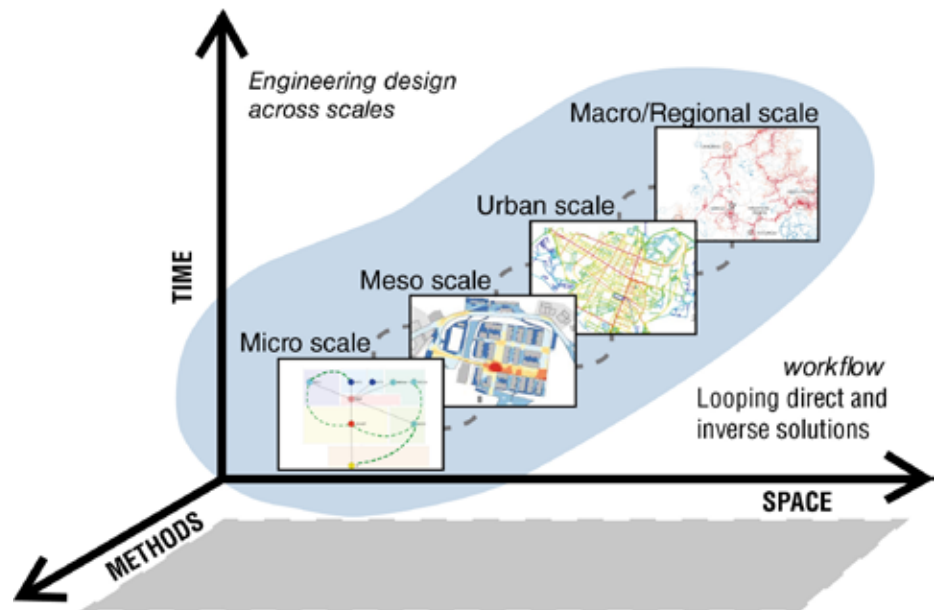 Engineering design
across scales
Macro/Regional scale
Urban scale
Meso scale
Micro scale
TIME
workflow
Looping direct and
inverse solutions
SPACE
METHODS